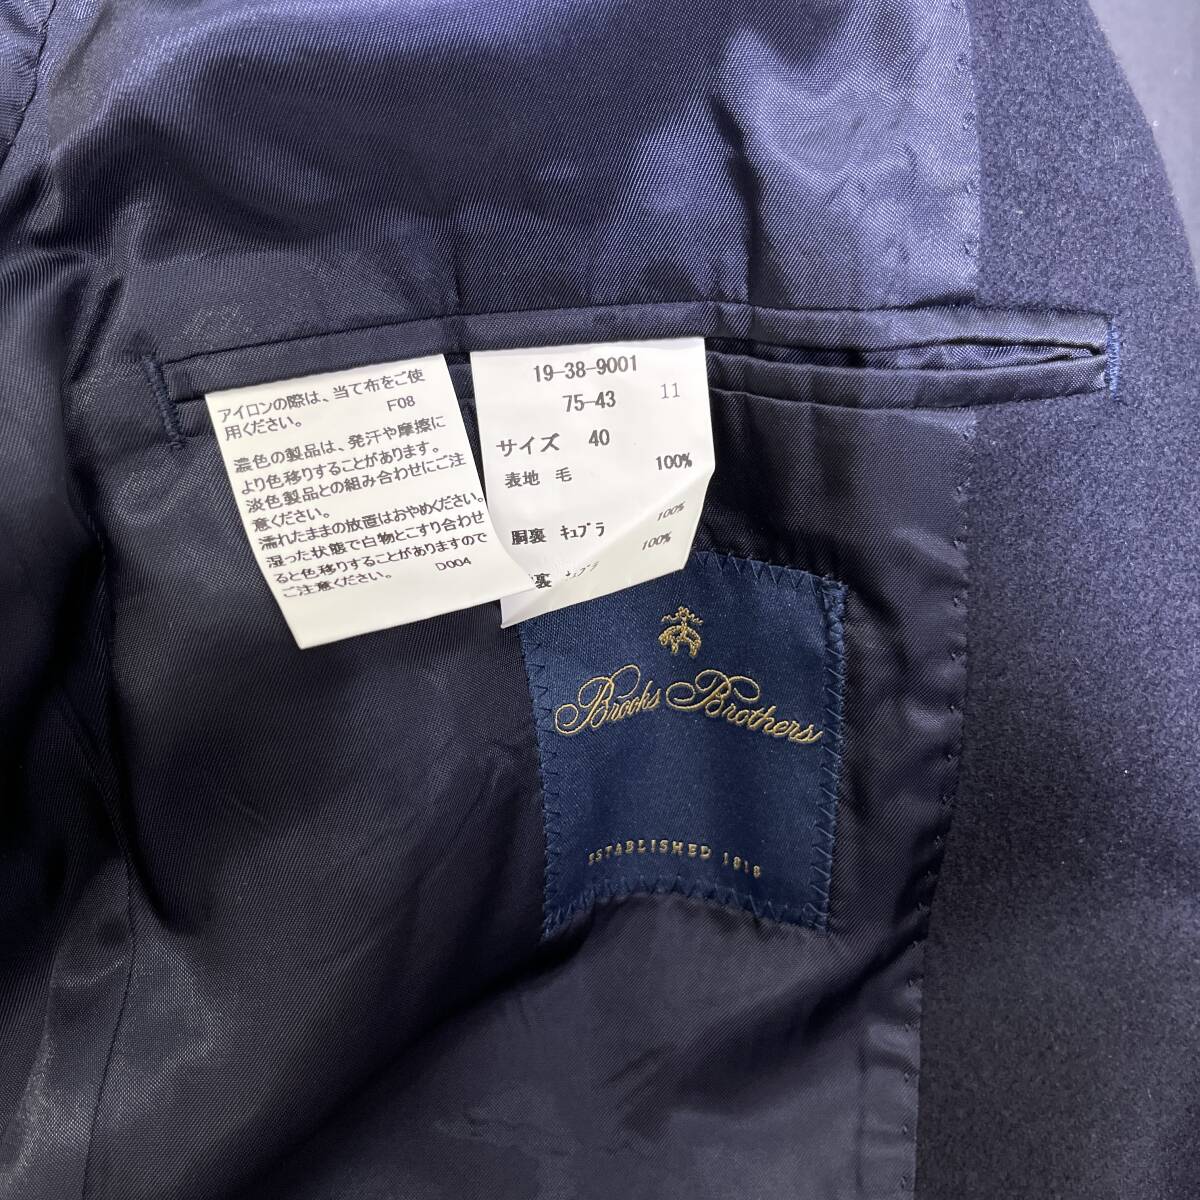 アイロンの際は、当て布をご使
用ください。 F08
濃色の製品は、発汗や摩擦に
より色移りすることがあります。
淡色製品との組み合わせにご注
意ください。
濡れたままの放置はおやめください。
湿った状態で白物とこすり合わせ
ると色移りすることがありますので
ご注意ください。 D004
19-38-9001
75-43 11
サイズ 40
表地 毛 100%
胴裏 キュプラ 100%
裏 キュプラ 100%
Brooks Brothers
ESTABLISHED 1818